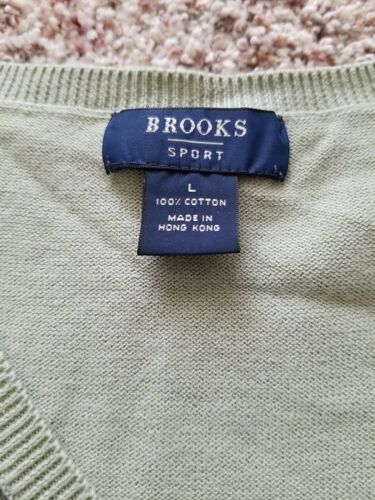 BROOKS
SPORT
L
100% COTTON
MADE IN
HONG KONG